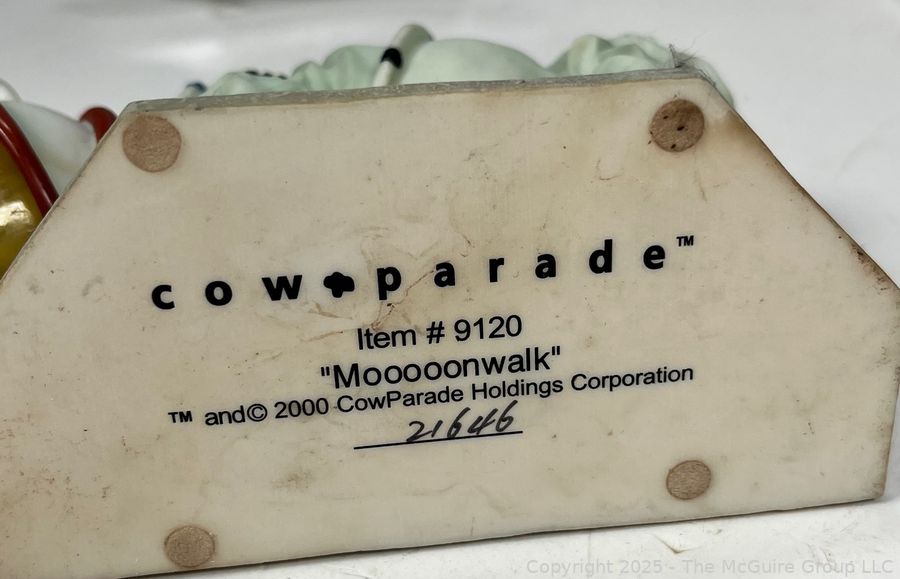 cow parade™
Item # 9120
"Mooooonwalk"
™ and© 2000 CowParade Holdings Corporation
21646
Copyright 2025 - The McGuire Group LLC